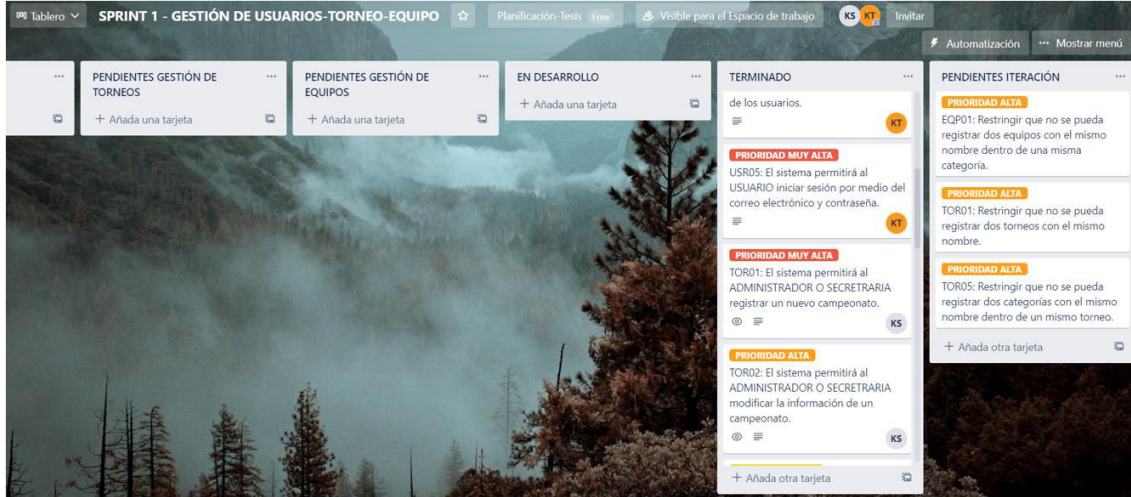 Tablero
SPRINT 1 - GESTIÓN DE USUARIOS-TORNEO-EQUIPO
Planificación-Tesis Free
Visible para el Espacio de trabajo
KS KT
Invitar
Automatización
Mostrar menú
PENDIENTES GESTIÓN DE
TORNEOS
+ Añada una tarjeta
PENDIENTES GESTIÓN DE
EQUIPOS
+ Añada una tarjeta
EN DESARROLLO
+ Añada una tarjeta
TERMINADO
de los usuarios.
KT
PRIORIDAD MUY ALTA
USR05: El sistema permitirá al
USUARIO iniciar sesión por medio del
correo electrónico y contraseña.
KT
PRIORIDAD MUY ALTA
TOR01: El sistema permitirá al
ADMINISTRADOR O SECRETARIA
registrar un nuevo campeonato.
KS
PRIORIDAD ALTA
TOR02: El sistema permitirá al
ADMINISTRADOR O SECRETARIA
modificar la información de un
campeonato.
KS
+ Añada otra tarjeta
PENDIENTES ITERACIÓN
PRIORIDAD ALTA
EQP01: Restringir que no se pueda
registrar dos equipos con el mismo
nombre dentro de una misma
categoría.
PRIORIDAD ALTA
TOR01: Restringir que no se pueda
registrar dos torneos con el mismo
nombre.
PRIORIDAD ALTA
TOR05: Restringir que no se pueda
registrar dos categorías con el mismo
nombre dentro de un mismo torneo.
+ Añada otra tarjeta